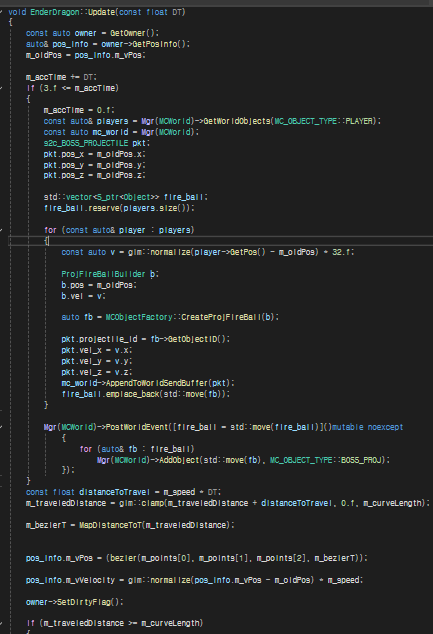 void EnderDragon::Update(const float DT)
{
const auto owner = GetOwner();
auto& pos_info = owner->GetPosInfo();
m_oldPos = pos_info.m_vPos;
m_accTime += DT;
if (3.f <= m_accTime)
{
m_accTime = 0.f;
const auto& players = Mgr(MCWorld)->GetWorldObjects(MC_OBJECT_TYPE::PLAYER);
const auto mc_world = Mgr(MCWorld);
s2c_BOSS_PROJECTILE pkt;
pkt.pos_x = m_oldPos.x;
pkt.pos_y = m_oldPos.y;
pkt.pos_z = m_oldPos.z;
std::vector<S_ptr<Object>> fire_ball;
fire_ball.reserve(players.size());
for (const auto& player : players)
{
const auto v = glm::normalize(player->GetPos() - m_oldPos) * 32.f;
ProjFireBallBuilder b;
b.pos = m_oldPos;
b.vel = v;
auto fb = MCObjectFactory::CreateProjFireBall(b);
pkt.projectile_id = fb->GetObjectID();
pkt.vel_x = v.x;
pkt.vel_y = v.y;
pkt.vel_z = v.z;
mc_world->AppendToWorldSendBuffer(pkt);
fire_ball.emplace_back(std::move(fb));
}
Mgr(MCWorld)->PostWorldEvent([fire_ball = std::move(fire_ball)]()mutable noexcept
{
for (auto& fb : fire_ball)
Mgr(MCWorld)->AddObject(std::move(fb), MC_OBJECT_TYPE::BOSS_PROJ);
});
}
const float distanceToTravel = m_speed * DT;
m_traveledDistance = glm::clamp(m_traveledDistance + distanceToTravel, 0.f, m_curveLength);
m_bezierT = MapDistanceToT(m_traveledDistance);
pos_info.m_vPos = (bezier(m_points[0], m_points[1], m_points[2], m_bezierT));
pos_info.m_vVelocity = glm::normalize(pos_info.m_vPos - m_oldPos) * m_speed;
owner->SetDirtyFlag();
if (m_traveledDistance >= m_curveLength)
{